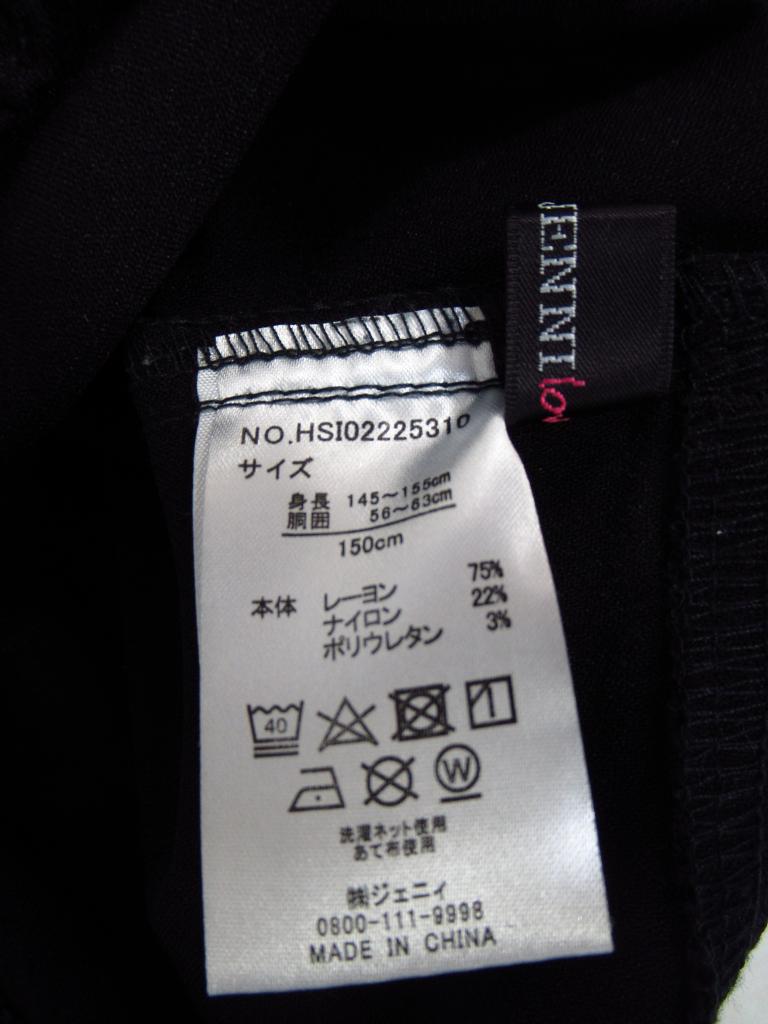 JENNI
lo
NO.HSI02225310
サイズ
身長 145～155cm
胴囲 56～63cm
150cm
本体 レーヨン 75%
ナイロン 22%
ポリウレタン 3%
40
W
洗濯ネット使用
あて布使用
㈱ジェニィ
0800-111-9998
MADE IN CHINA